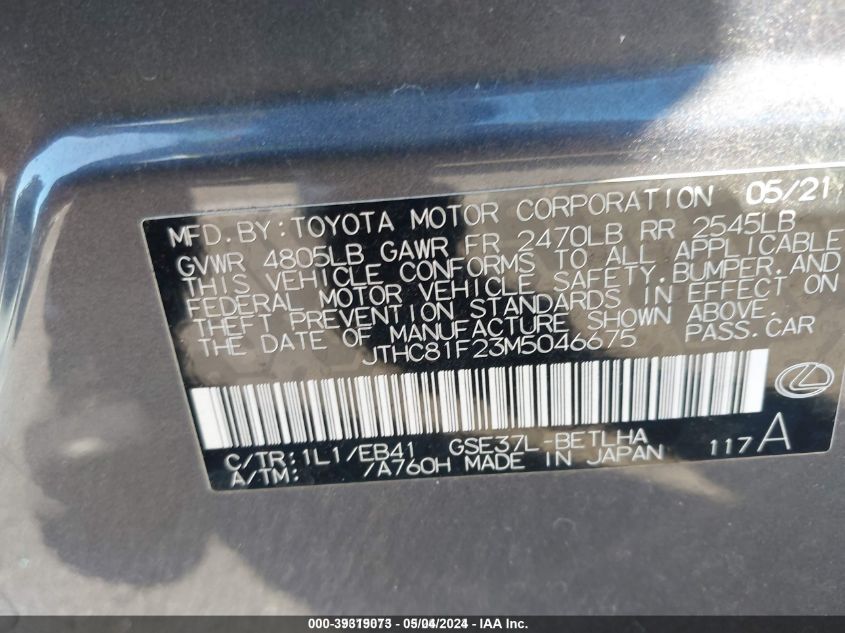 MFD. BY: TOYOTA MOTOR CORPORATION 05/21
GVWR 4805LB GAWR FR 2470LB RR 2545LB
THIS VEHICLE CONFORMS TO ALL APPLICABLE
FEDERAL MOTOR VEHICLE SAFETY, BUMPER, AND
THEFT PREVENTION STANDARDS IN EFFECT ON
THE DATE OF MANUFACTURE SHOWN ABOVE.
JTHC81F23M5046675 PASS.CAR
C/TR: 1L1/EB41 GSE37L-BETLHA
A/TM: /A760H MADE IN JAPAN 117A
000-39319073 - 05/04/2024 - IAA Inc.